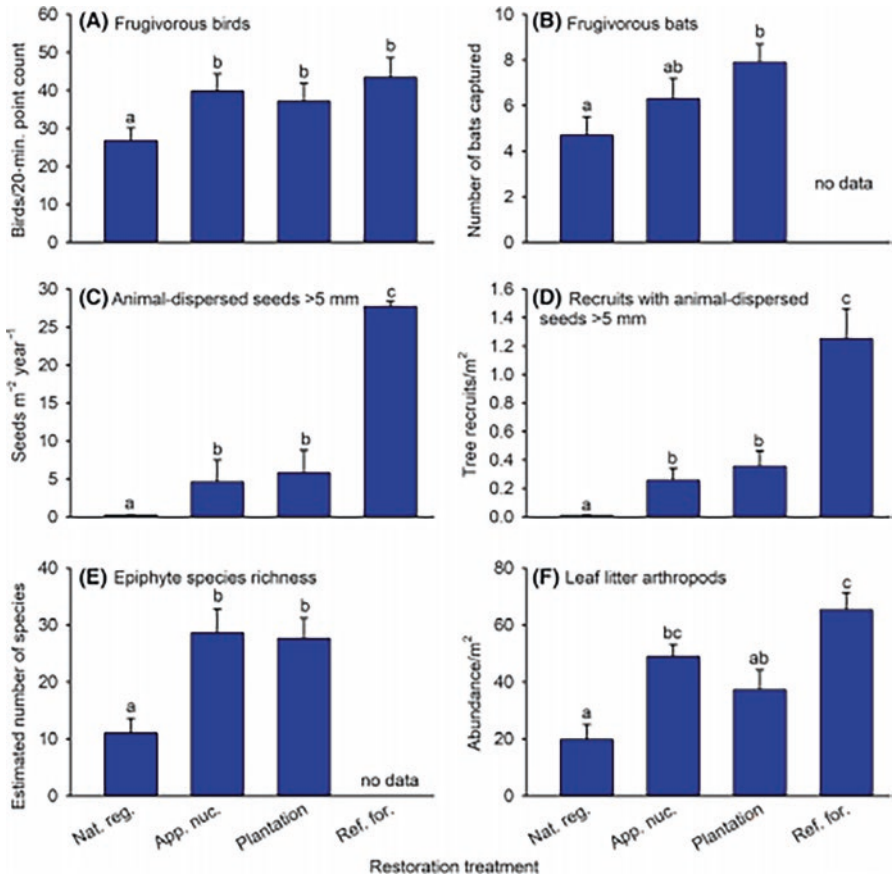 (A) Frugivorous birds
Birds/20-min. point count
60
50
40
30
20
10
0
a
b
b
b
(B) Frugivorous bats
Number of bats captured
10
8
6
4
2
0
a
ab
b
no data
(C) Animal-dispersed seeds >5 mm
Seeds m⁻² year⁻¹
30
25
20
15
10
5
0
a
b
b
c
(D) Recruits with animal-dispersed
seeds >5 mm
Tree recruits/m²
1.6
1.4
1.2
1.0
0.8
0.6
0.4
0.2
0.0
a
b
b
c
(E) Epiphyte species richness
Estimated number of species
40
30
20
10
0
a
b
b
no data
(F) Leaf litter arthropods
Abundance/m²
80
60
40
20
0
a
bc
ab
c
Nat. reg.
App. nuc.
Plantation
Ref. for.
Nat. reg.
App. nuc.
Plantation
Ref. for.
Restoration treatment